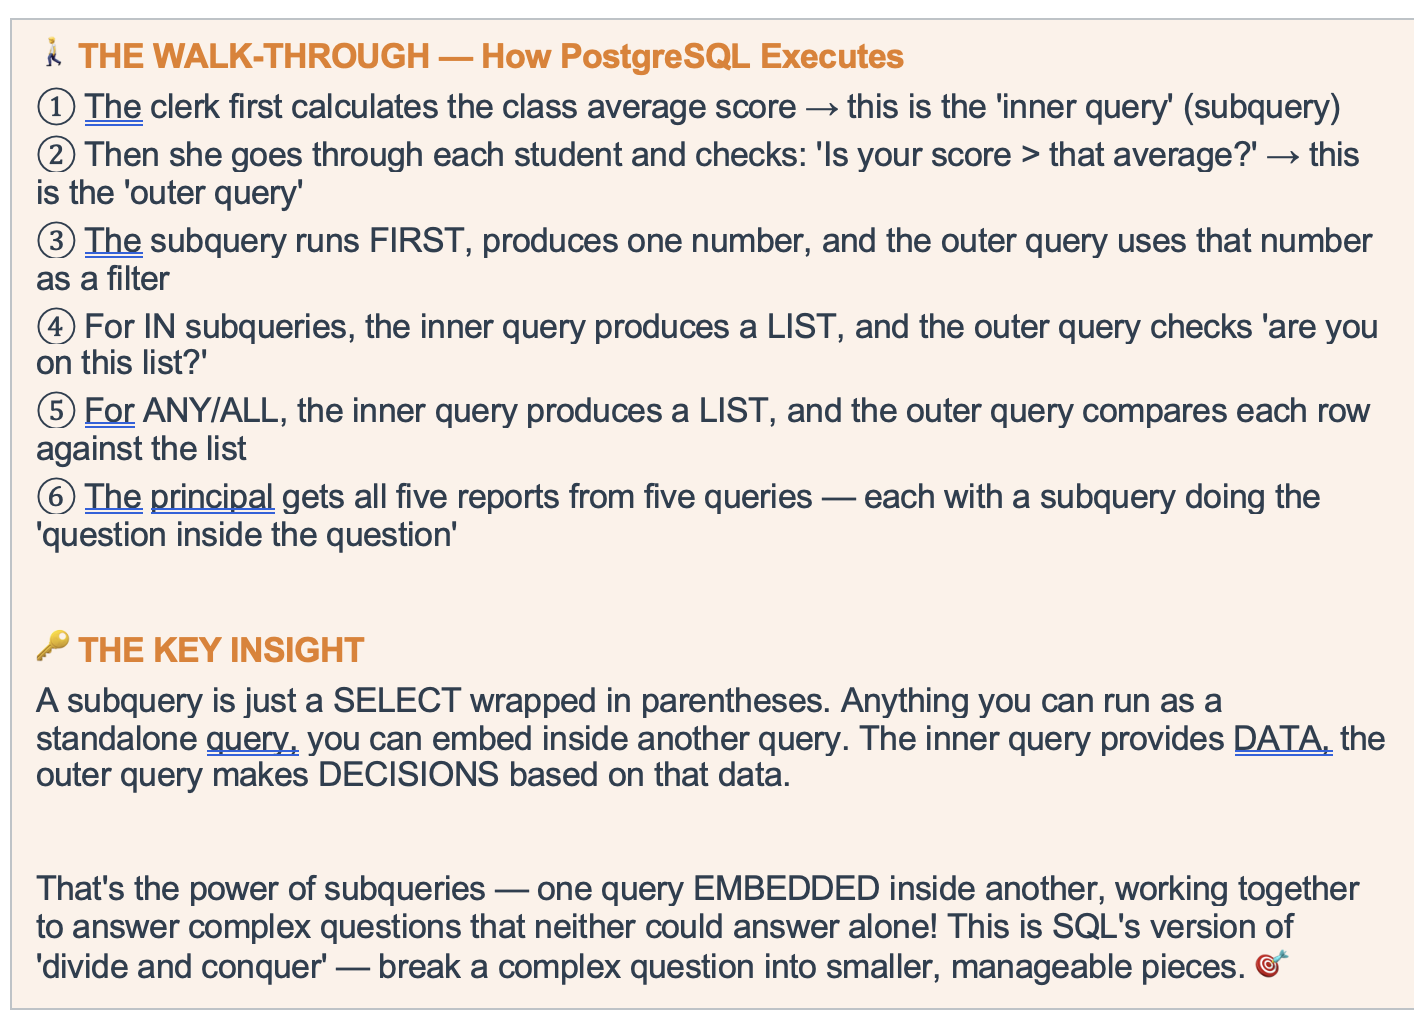 🚶 THE WALK-THROUGH — How PostgreSQL Executes
① The clerk first calculates the class average score → this is the 'inner query' (subquery)
② Then she goes through each student and checks: 'Is your score > that average?' → this
is the 'outer query'
③ The subquery runs FIRST, produces one number, and the outer query uses that number
as a filter
④ For IN subqueries, the inner query produces a LIST, and the outer query checks 'are you
on this list?'
⑤ For ANY/ALL, the inner query produces a LIST, and the outer query compares each row
against the list
⑥ The principal gets all five reports from five queries — each with a subquery doing the
'question inside the question'
🔑 THE KEY INSIGHT
A subquery is just a SELECT wrapped in parentheses. Anything you can run as a
standalone query, you can embed inside another query. The inner query provides DATA, the
outer query makes DECISIONS based on that data.
That's the power of subqueries — one query EMBEDDED inside another, working together
to answer complex questions that neither could answer alone! This is SQL's version of
'divide and conquer' — break a complex question into smaller, manageable pieces. 🎯